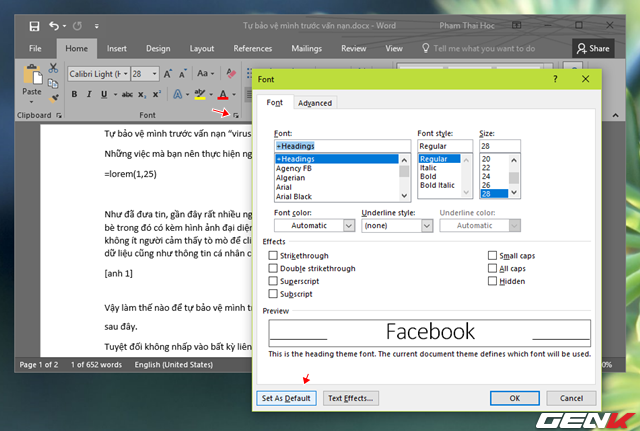 Tự bảo vệ mình trước vấn nạn.docx - Word
Pham Thai Hoc
File Home Insert Design Layout References Mailings Review View Tell me what you want to do Share
Calibri Light (H 28
Paste
Clipboard
Font
Tự bảo vệ mình trước vấn nạn "virus
Những việc mà bạn nên thực hiện ng
=lorem(1,25)
Như đã đưa tin, gần đây rất nhiều ng
bè trong đó có kèm hình ảnh đại diện
không ít người cảm thấy tò mò để cli
dữ liệu cũng như thông tin cá nhân c
[anh 1]
Vậy làm thế nào để tự bảo vệ mình tr
sau đây.
Tuyệt đối không nhấp vào bất kỳ liên
Page 1 of 2 1 of 652 words English (United States)
0%
Font
Font Advanced
Font: Font style: Size:
+Headings Regular 28
+Headings Regular 20
Agency FB Italic 22
Algerian Bold 24
Arial Bold Italic 26
Arial Black 28
Font color: Underline style: Underline color:
Automatic (none) Automatic
Effects
Strikethrough Small caps
Double strikethrough All caps
Superscript Hidden
Subscript
Preview
Facebook
This is the heading theme font. The current document theme defines which font will be used.
Set As Default Text Effects... OK Cancel
GENK